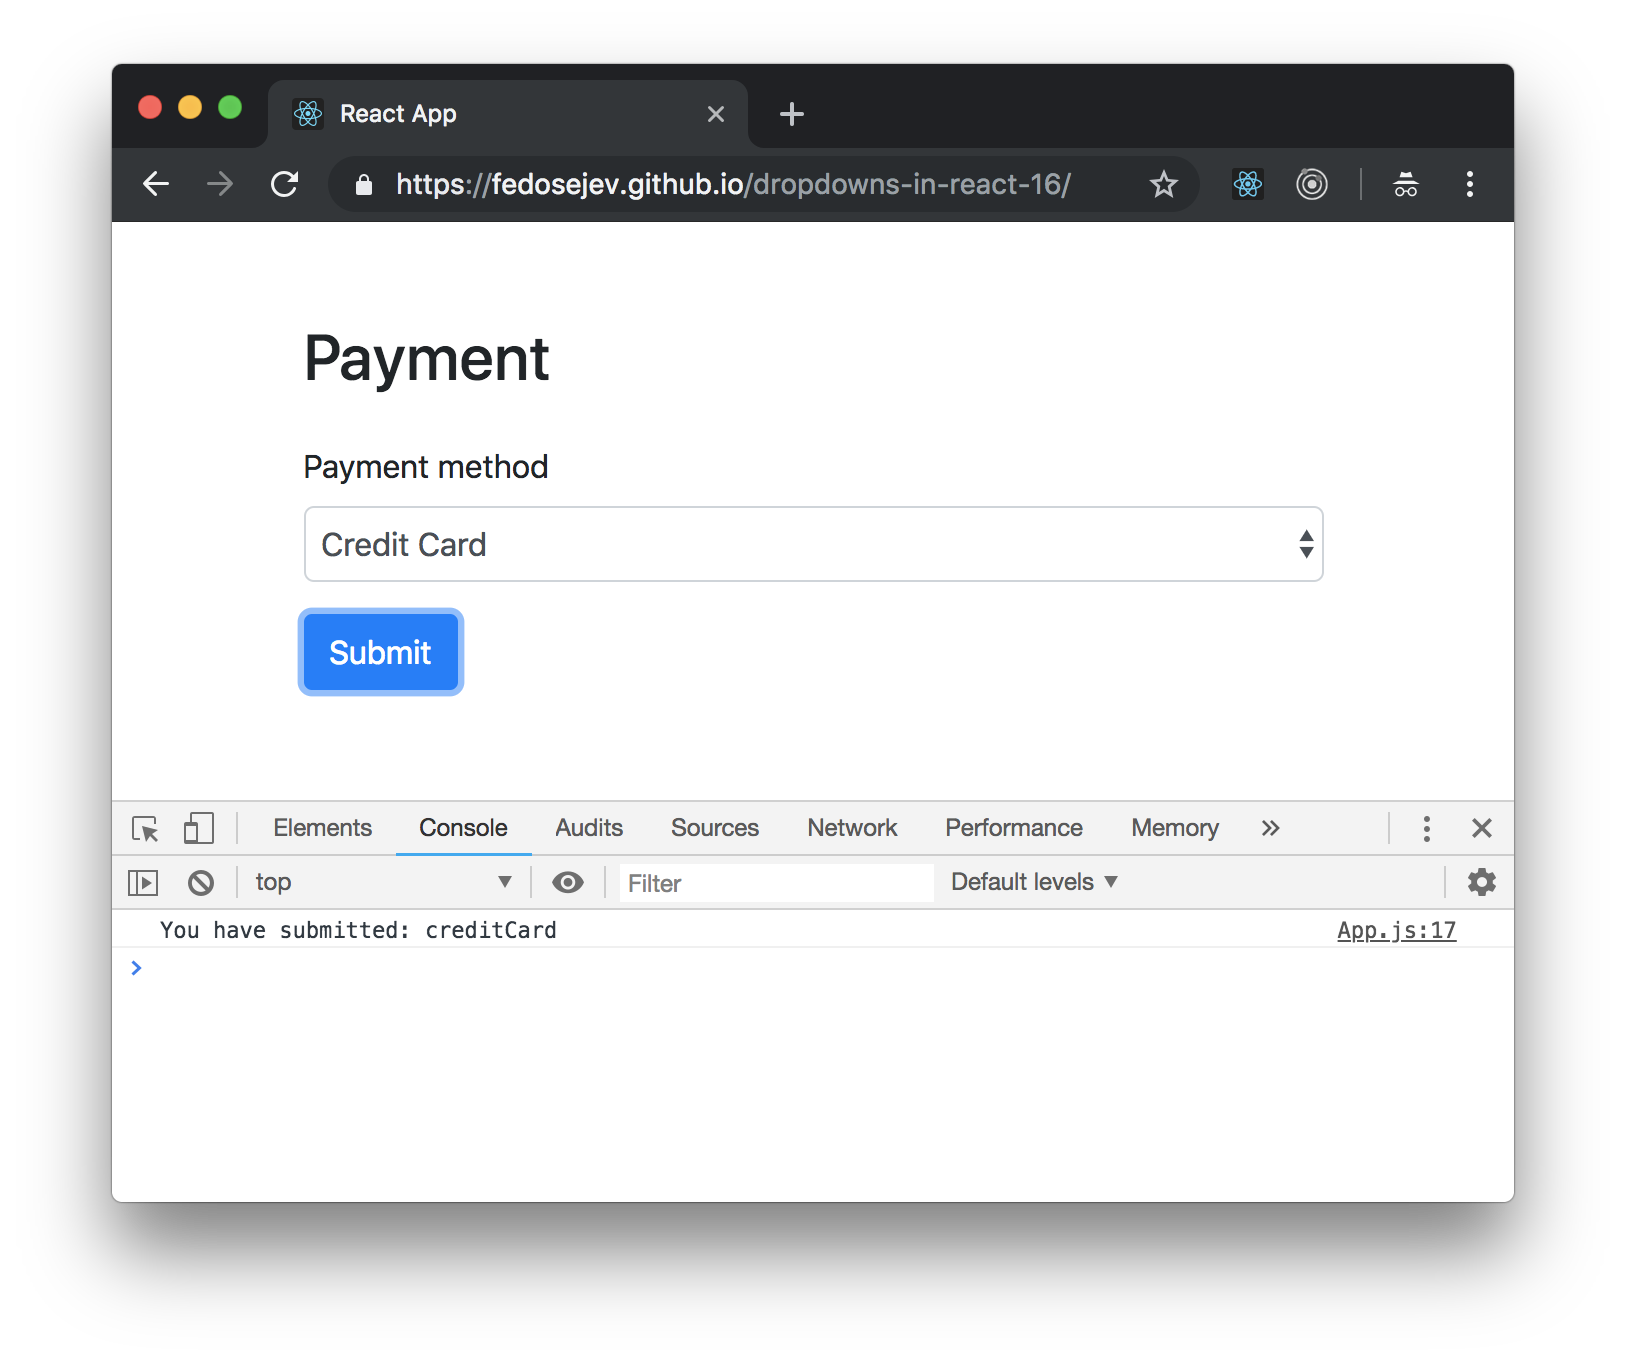 React App
https://fedosejev.github.io/dropdowns-in-react-16/
Payment
Payment method
Credit Card
Submit
Elements Console Audits Sources Network Performance Memory »
top Filter Default levels
You have submitted: creditCard App.js:17
>